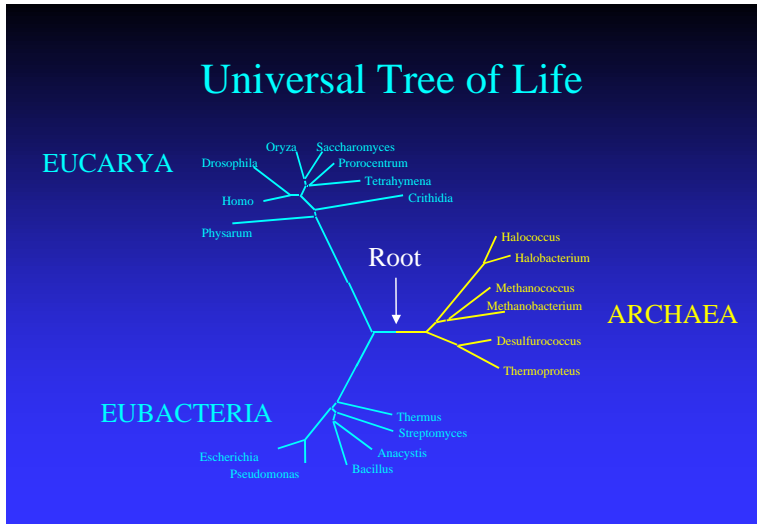 Universal Tree of Life
EUCARYA
Oryza
Saccharomyces
Drosophila
Prorocentrum
Tetrahymena
Homo
Crithidia
Physarum
Root
Halococcus
Halobacterium
Methanococcus
Methanobacterium
ARCHAEA
Desulfurococcus
Thermoproteus
EUBACTERIA
Thermus
Streptomyces
Escherichia
Anacystis
Pseudomonas
Bacillus